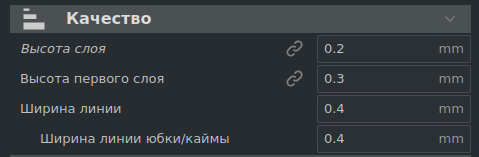 Качество
Высота слоя 0.2 mm
Высота первого слоя 0.3 mm
Ширина линии 0.4 mm
Ширина линии юбки/каймы 0.4 mm